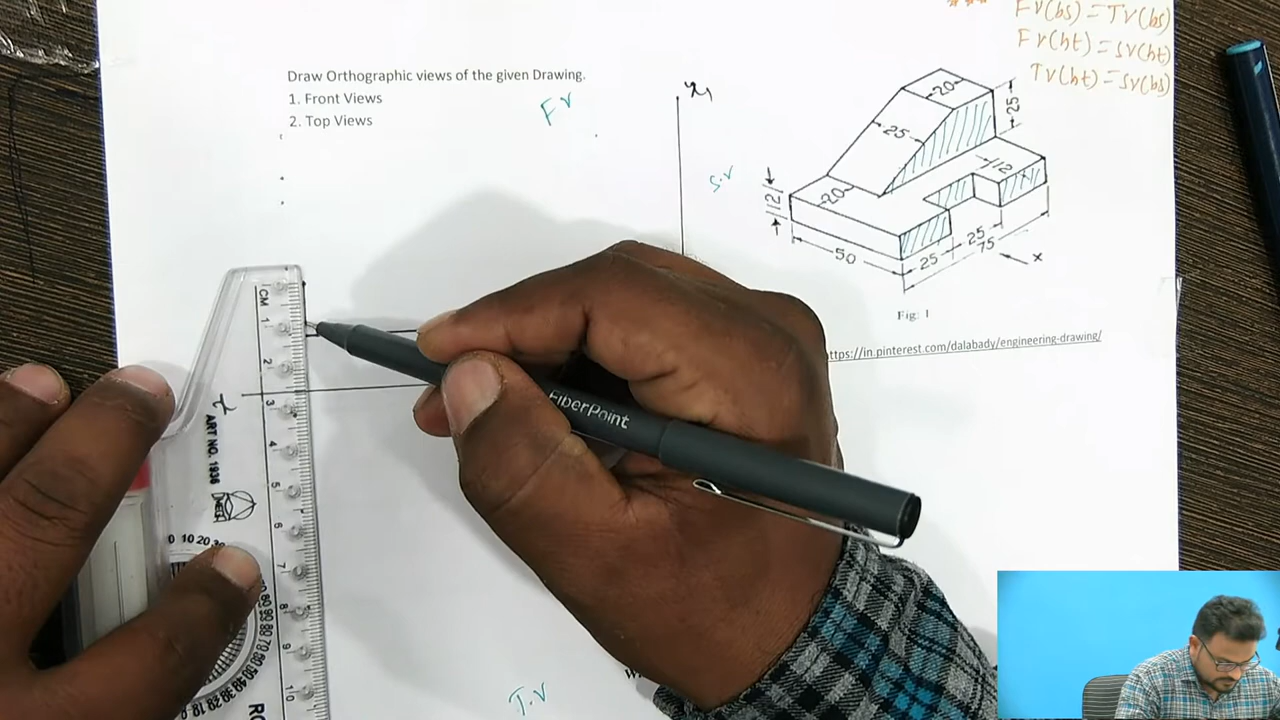 Fv(bs) = Tv(bs)
Fv(ht) = sv(ht)
Tv(ht) = sv(bs)
Draw Orthographic views of the given Drawing.
1. Front Views
2. Top Views
F V
x1
S.V
20
25
25
12
20
12
50
25
25
75
x
Fig: 1
ttps://in.pinterest.com/dalabady/engineering-drawing/
CM
1
2
3
4
5
6
7
8
9
10
x
ART NO. 1936
FiberPoint
T.V